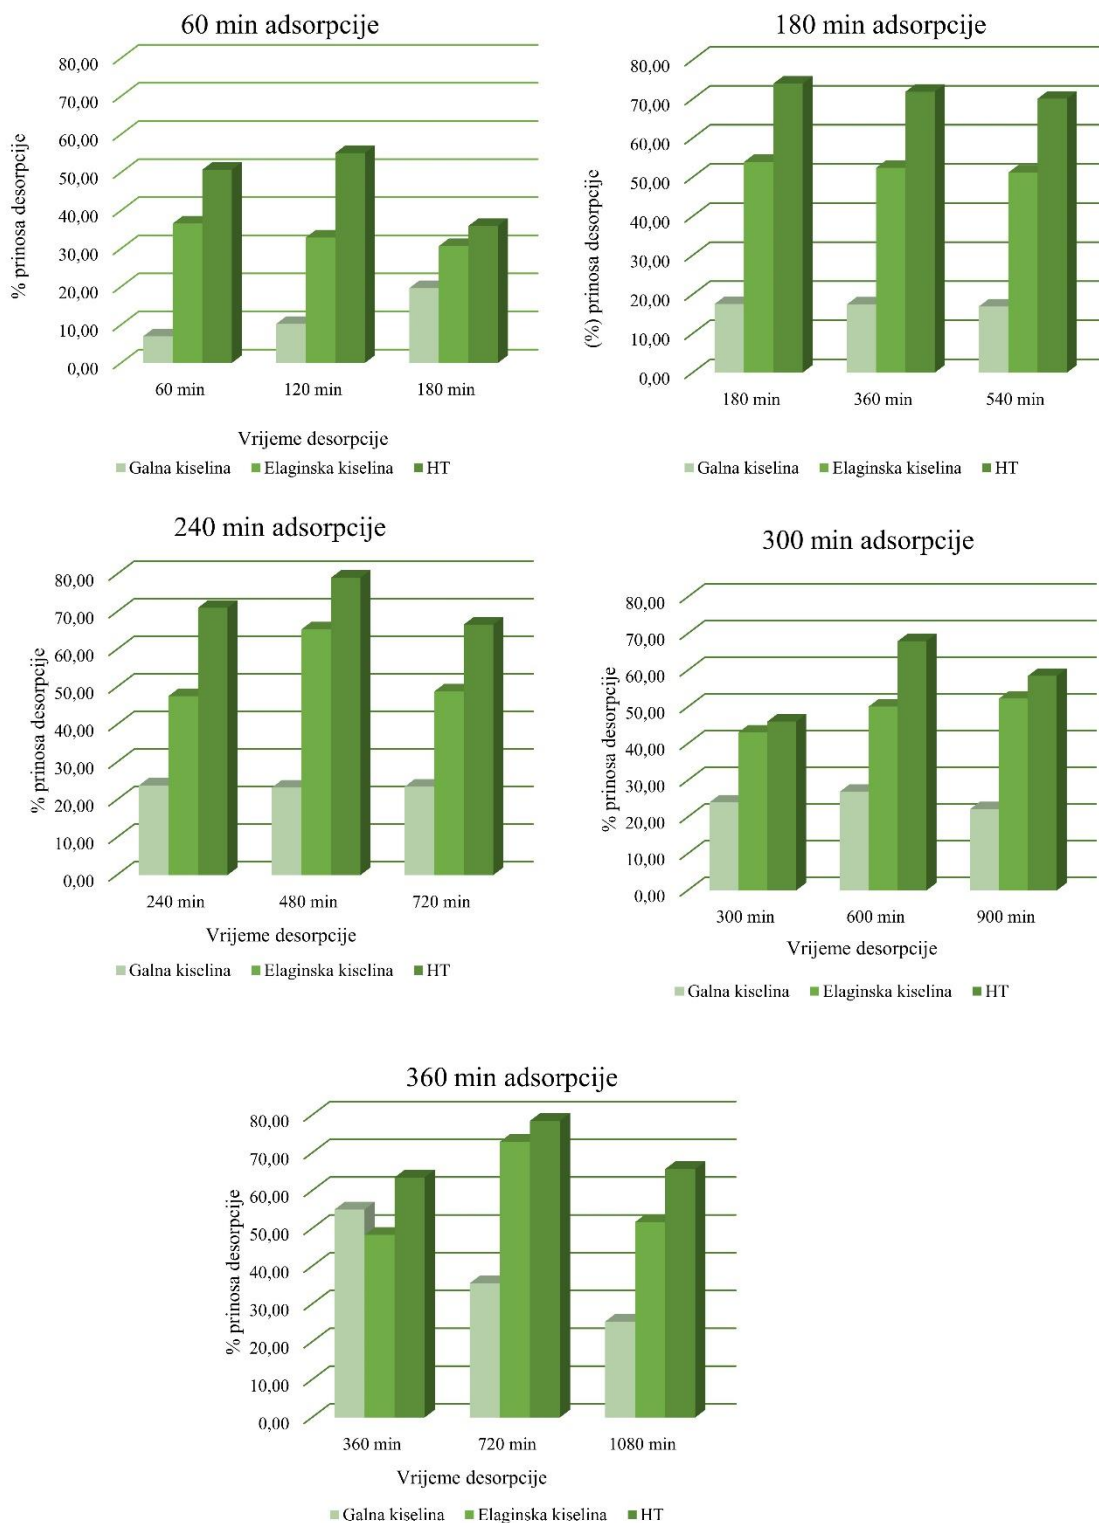 60 min adsorpcije
% prinosa desorpcije
80,00
70,00
60,00
50,00
40,00
30,00
20,00
10,00
0,00
60 min 120 min 180 min
Vrijeme desorpcije
Galna kiselina Elaginska kiselina HT
180 min adsorpcije
(%) prinosa desorpcije
80,00
70,00
60,00
50,00
40,00
30,00
20,00
10,00
0,00
180 min 360 min 540 min
Galna kiselina Elaginska kiselina HT
240 min adsorpcije
% prinosa desorpcije
80,00
70,00
60,00
50,00
40,00
30,00
20,00
10,00
0,00
240 min 480 min 720 min
Vrijeme desorpcije
Galna kiselina Elaginska kiselina HT
300 min adsorpcije
% prinosa desorpcije
80,00
70,00
60,00
50,00
40,00
30,00
20,00
10,00
0,00
300 min 600 min 900 min
Vrijeme desorpcije
Galna kiselina Elaginska kiselina HT
360 min adsorpcije
% prinosa desorpcije
80,00
70,00
60,00
50,00
40,00
30,00
20,00
10,00
0,00
360 min 720 min 1080 min
Vrijeme desorpcije
Galna kiselina Elaginska kiselina HT